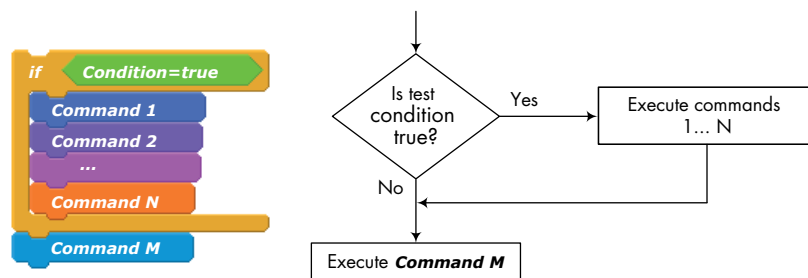 if Condition=true
Command 1
Command 2
...
Command N
Command M
Is test
condition
true?
Yes
Execute commands
1... N
No
Execute Command M